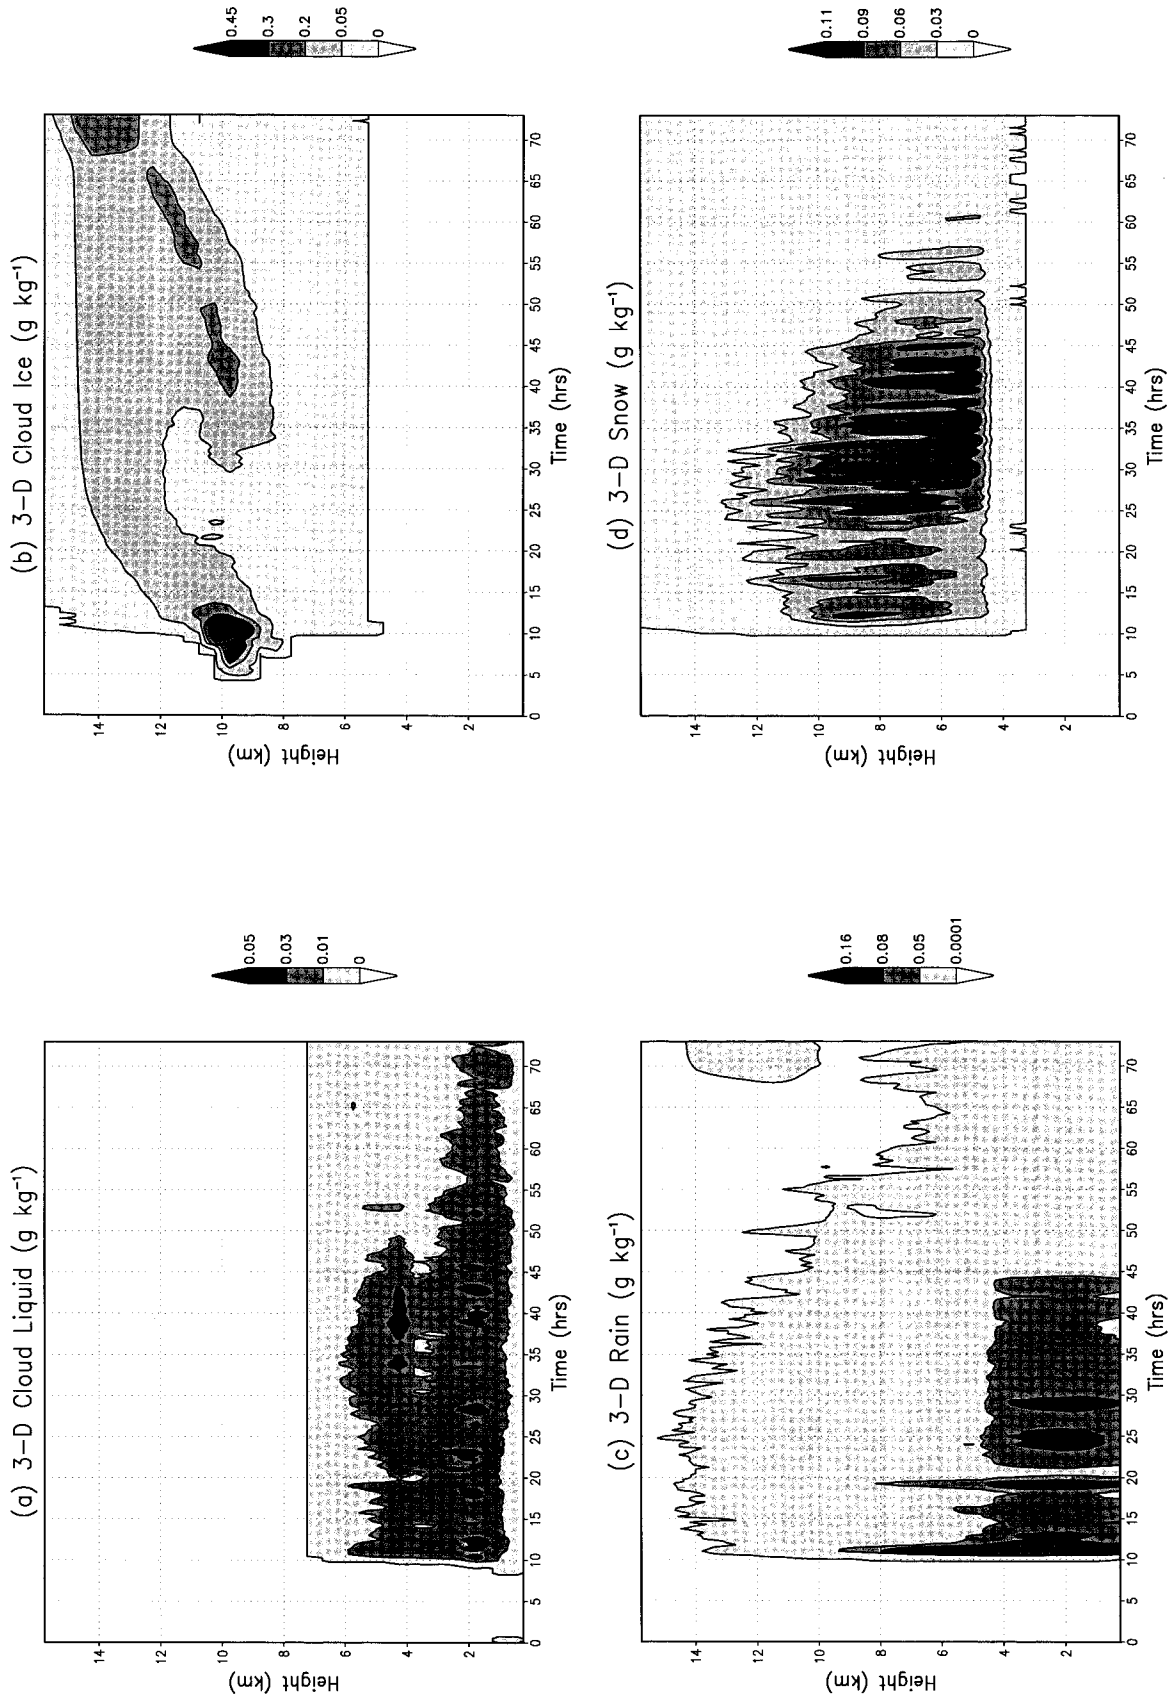 (a) 3-D Cloud Liquid (g kg⁻¹)
Height (km)
14
12
10
8
6
4
2
0 5 10 15 20 25 30 35 40 45 50 55 60 65 70
Time (hrs)
0.05
0.03
0.01
0
(b) 3-D Cloud Ice (g kg⁻¹)
Height (km)
14
12
10
8
6
4
2
0 5 10 15 20 25 30 35 40 45 50 55 60 65 70
Time (hrs)
0.45
0.3
0.2
0.05
0
(c) 3-D Rain (g kg⁻¹)
Height (km)
14
12
10
8
6
4
2
0 5 10 15 20 25 30 35 40 45 50 55 60 65 70
Time (hrs)
0.16
0.08
0.05
0.0001
(d) 3-D Snow (g kg⁻¹)
Height (km)
14
12
10
8
6
4
2
0 5 10 15 20 25 30 35 40 45 50 55 60 65 70
Time (hrs)
0.11
0.09
0.06
0.03
0